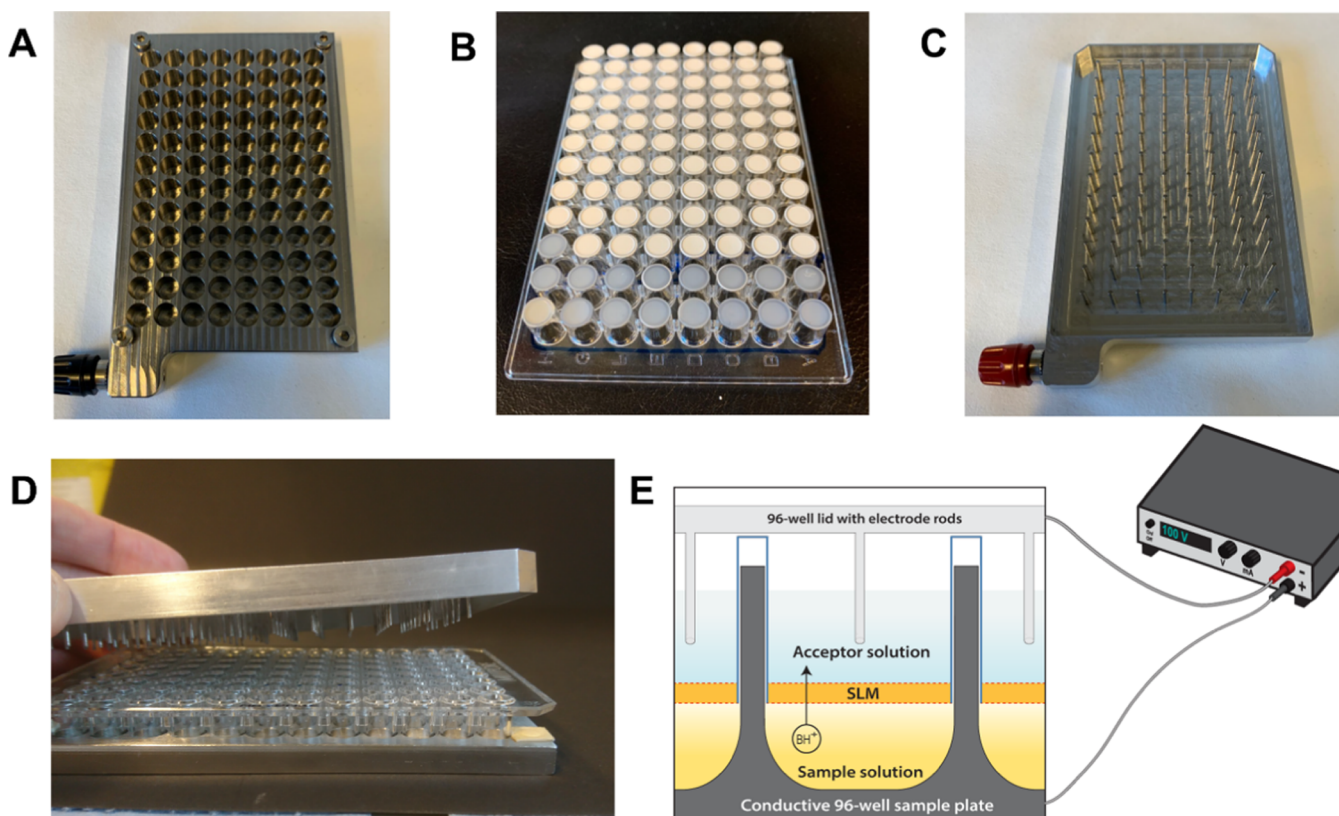 A
B
C
H G F E D C B A
D
E
96-well lid with electrode rods
Acceptor solution
SLM
BH+
Sample solution
Conductive 96-well sample plate
100 V
V
mA
-
+